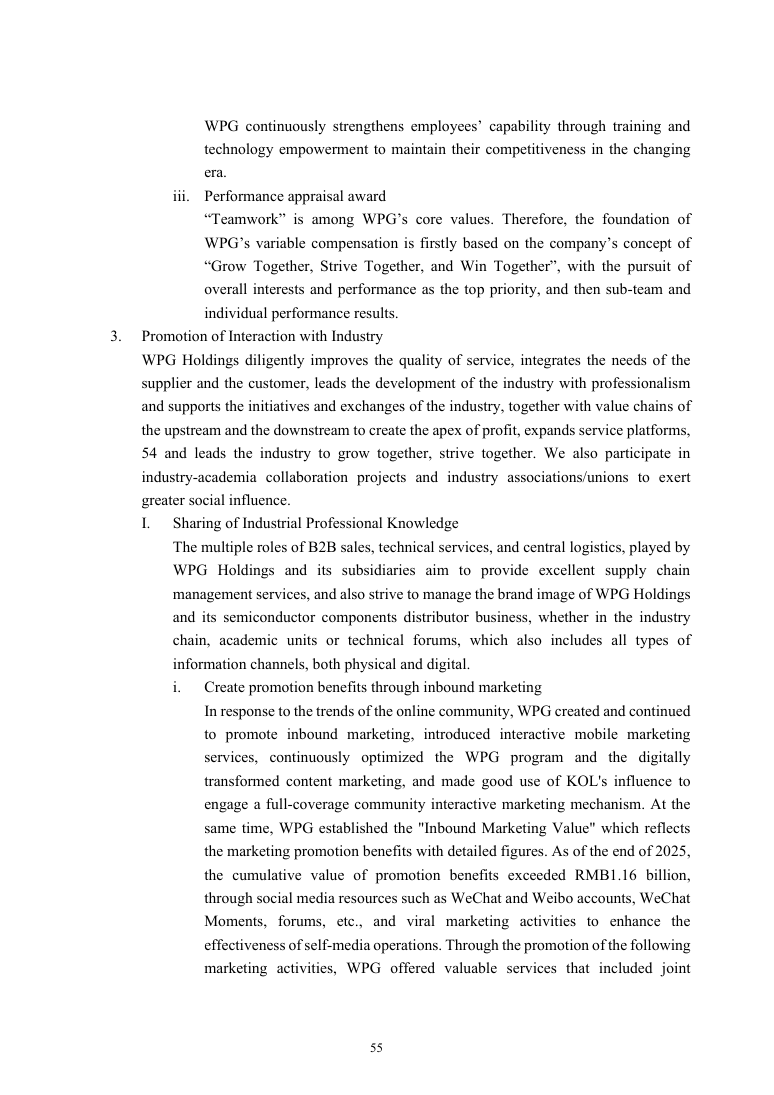 WPG continuously strengthens employees’ capability through training and
technology empowerment to maintain their competitiveness in the changing
era.
iii. Performance appraisal award
“Teamwork” is among WPG’s core values. Therefore, the foundation of
WPG’s variable compensation is firstly based on the company’s concept of
“Grow Together, Strive Together, and Win Together”, with the pursuit of
overall interests and performance as the top priority, and then sub-team and
individual performance results.
3. Promotion of Interaction with Industry
WPG Holdings diligently improves the quality of service, integrates the needs of the
supplier and the customer, leads the development of the industry with professionalism
and supports the initiatives and exchanges of the industry, together with value chains of
the upstream and the downstream to create the apex of profit, expands service platforms,
54 and leads the industry to grow together, strive together. We also participate in
industry-academia collaboration projects and industry associations/unions to exert
greater social influence.
I. Sharing of Industrial Professional Knowledge
The multiple roles of B2B sales, technical services, and central logistics, played by
WPG Holdings and its subsidiaries aim to provide excellent supply chain
management services, and also strive to manage the brand image of WPG Holdings
and its semiconductor components distributor business, whether in the industry
chain, academic units or technical forums, which also includes all types of
information channels, both physical and digital.
i. Create promotion benefits through inbound marketing
In response to the trends of the online community, WPG created and continued
to promote inbound marketing, introduced interactive mobile marketing
services, continuously optimized the WPG program and the digitally
transformed content marketing, and made good use of KOL's influence to
engage a full-coverage community interactive marketing mechanism. At the
same time, WPG established the "Inbound Marketing Value" which reflects
the marketing promotion benefits with detailed figures. As of the end of 2025,
the cumulative value of promotion benefits exceeded RMB1.16 billion,
through social media resources such as WeChat and Weibo accounts, WeChat
Moments, forums, etc., and viral marketing activities to enhance the
effectiveness of self-media operations. Through the promotion of the following
marketing activities, WPG offered valuable services that included joint
55